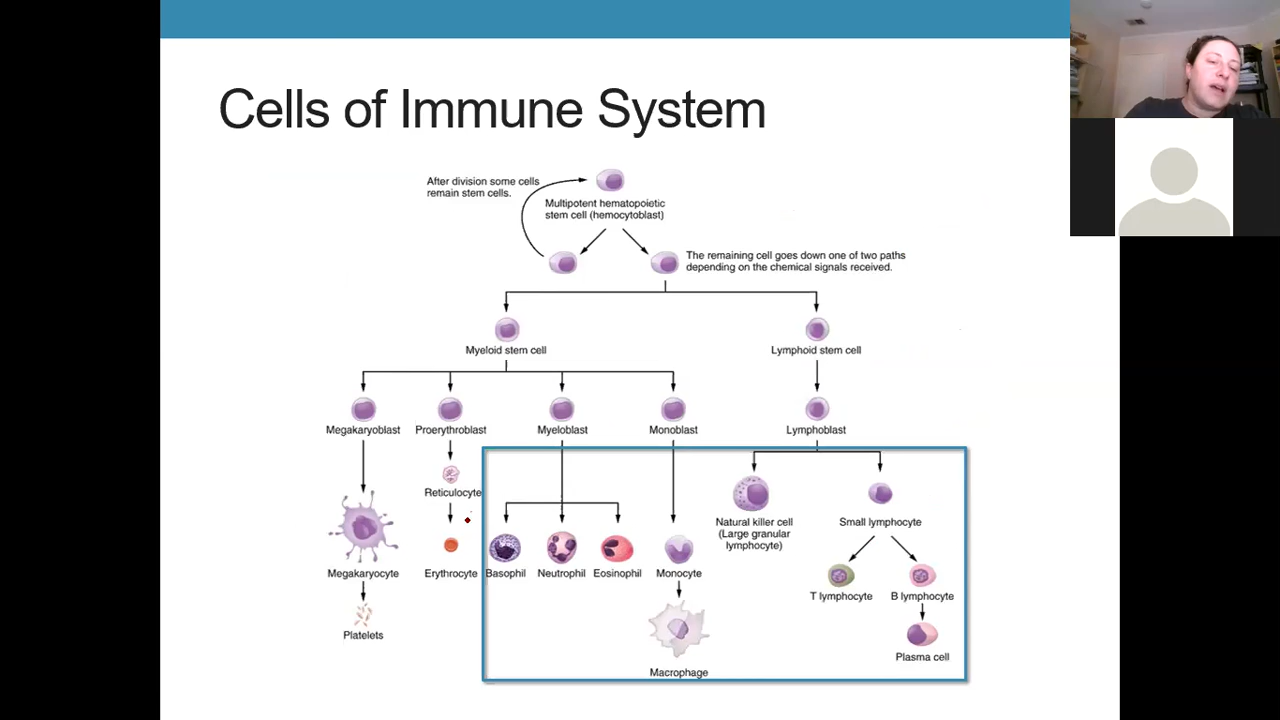 Cells of Immune System
After division some cells
remain stem cells.
Multipotent hematopoietic
stem cell (hemocytoblast)
The remaining cell goes down one of two paths
depending on the chemical signals received.
Myeloid stem cell
Lymphoid stem cell
Megakaryoblast
Proerythroblast
Myeloblast
Monoblast
Lymphoblast
Reticulocyte
Natural killer cell
(Large granular
lymphocyte)
Small lymphocyte
Megakaryocyte
Erythrocyte
Basophil
Neutrophil
Eosinophil
Monocyte
T lymphocyte
B lymphocyte
Platelets
Macrophage
Plasma cell